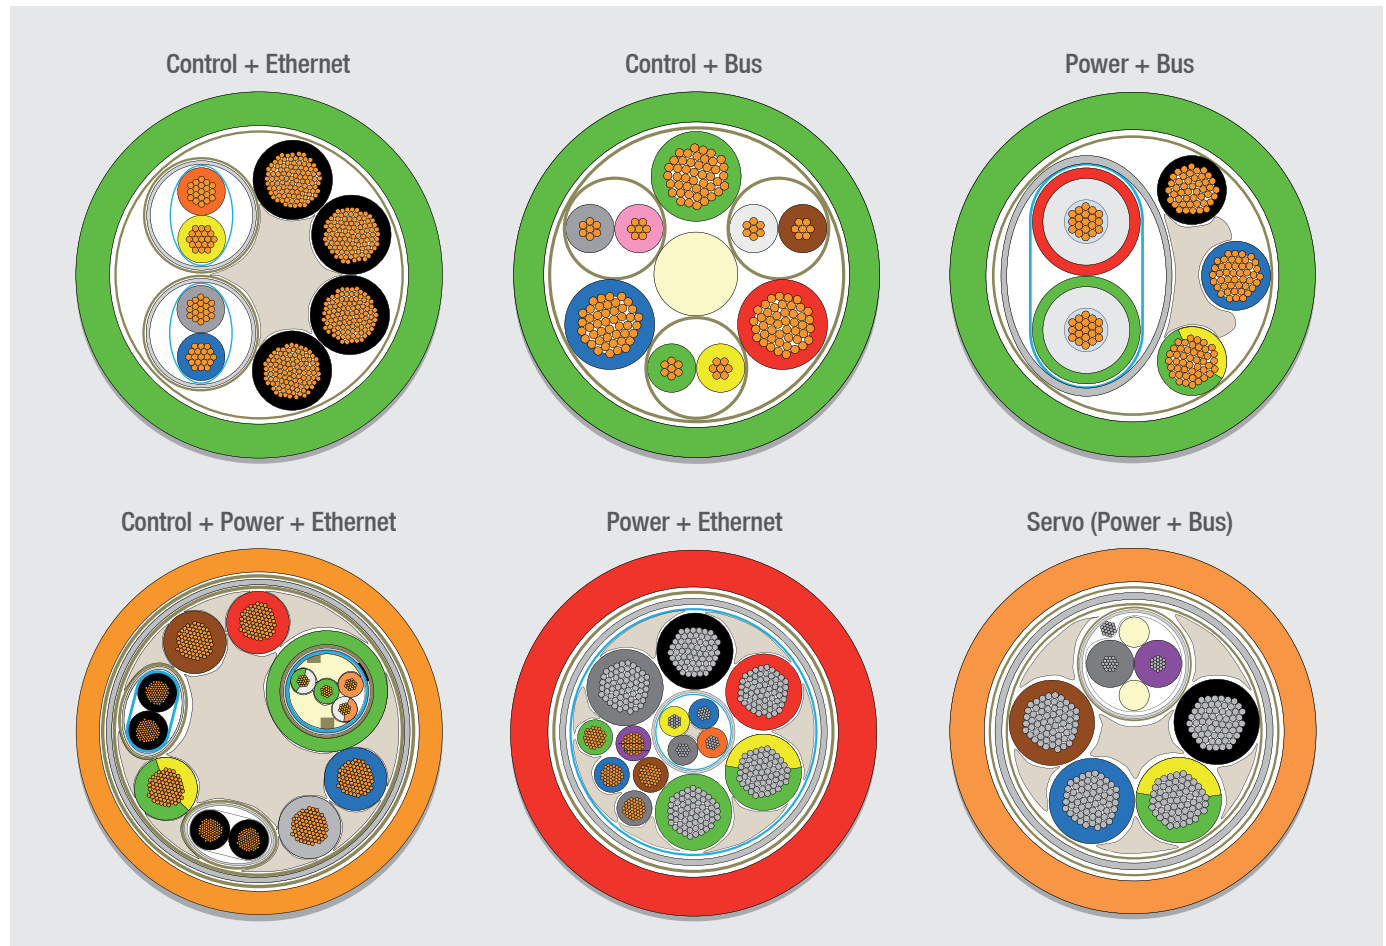 Control + Ethernet
Control + Bus
Power + Bus
Control + Power + Ethernet
Power + Ethernet
Servo (Power + Bus)